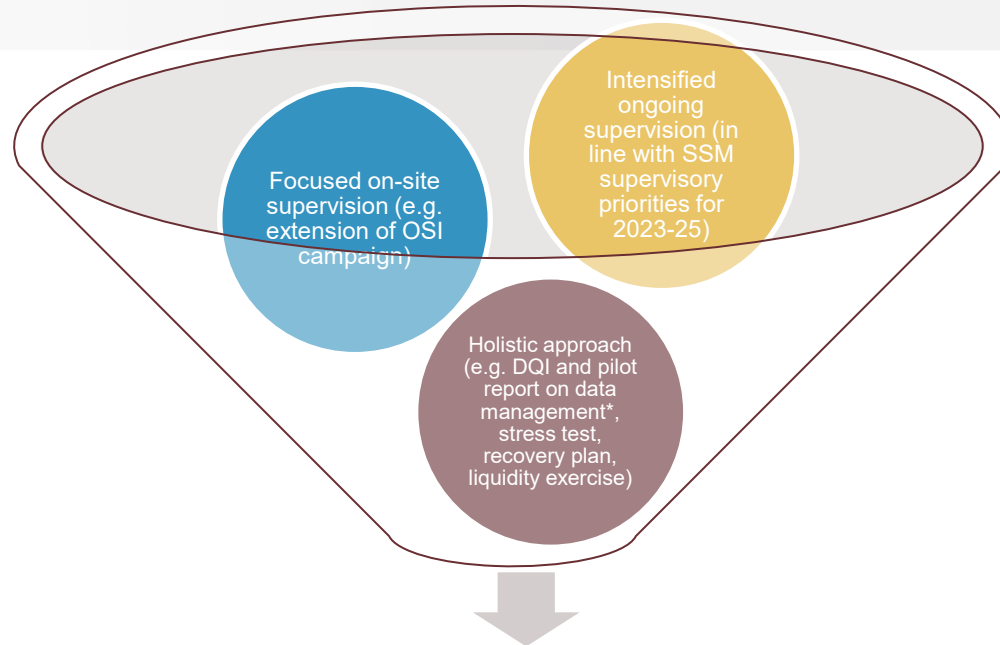 Focused on-site
supervision (e.g.
extension of OSI
campaign)
Intensified
ongoing
supervision (in
line with SSM
supervisory
priorities for
2023-25)
Holistic approach
(e.g. DQI and pilot
report on data
management*,
stress test,
recovery plan,
liquidity exercise)